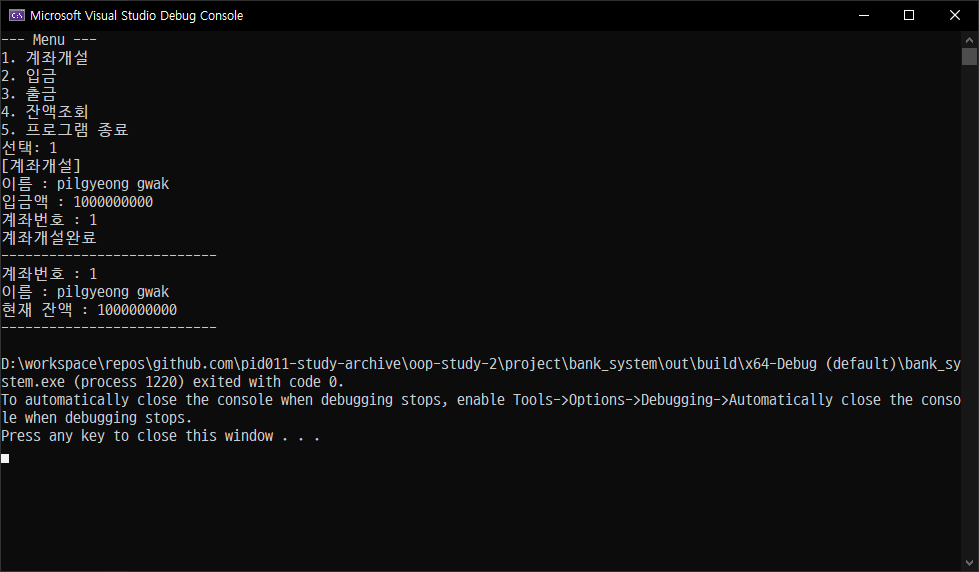 Microsoft Visual Studio Debug Console
--- Menu ---
1. 계좌개설
2. 입금
3. 출금
4. 잔액조회
5. 프로그램 종료
선택: 1
[계좌개설]
이름 : pilgyeong gwak
입금액 : 1000000000
계좌번호 : 1
계좌개설완료
---------------------------
계좌번호 : 1
이름 : pilgyeong gwak
현재 잔액 : 1000000000
---------------------------
D:\workspace\repos\github.com\pid011-study-archive\oop-study-2\project\bank_system\out\build\x64-Debug (default)\bank_sy
stem.exe (process 1220) exited with code 0.
To automatically close the console when debugging stops, enable Tools->Options->Debugging->Automatically close the conso
le when debugging stops.
Press any key to close this window . . .